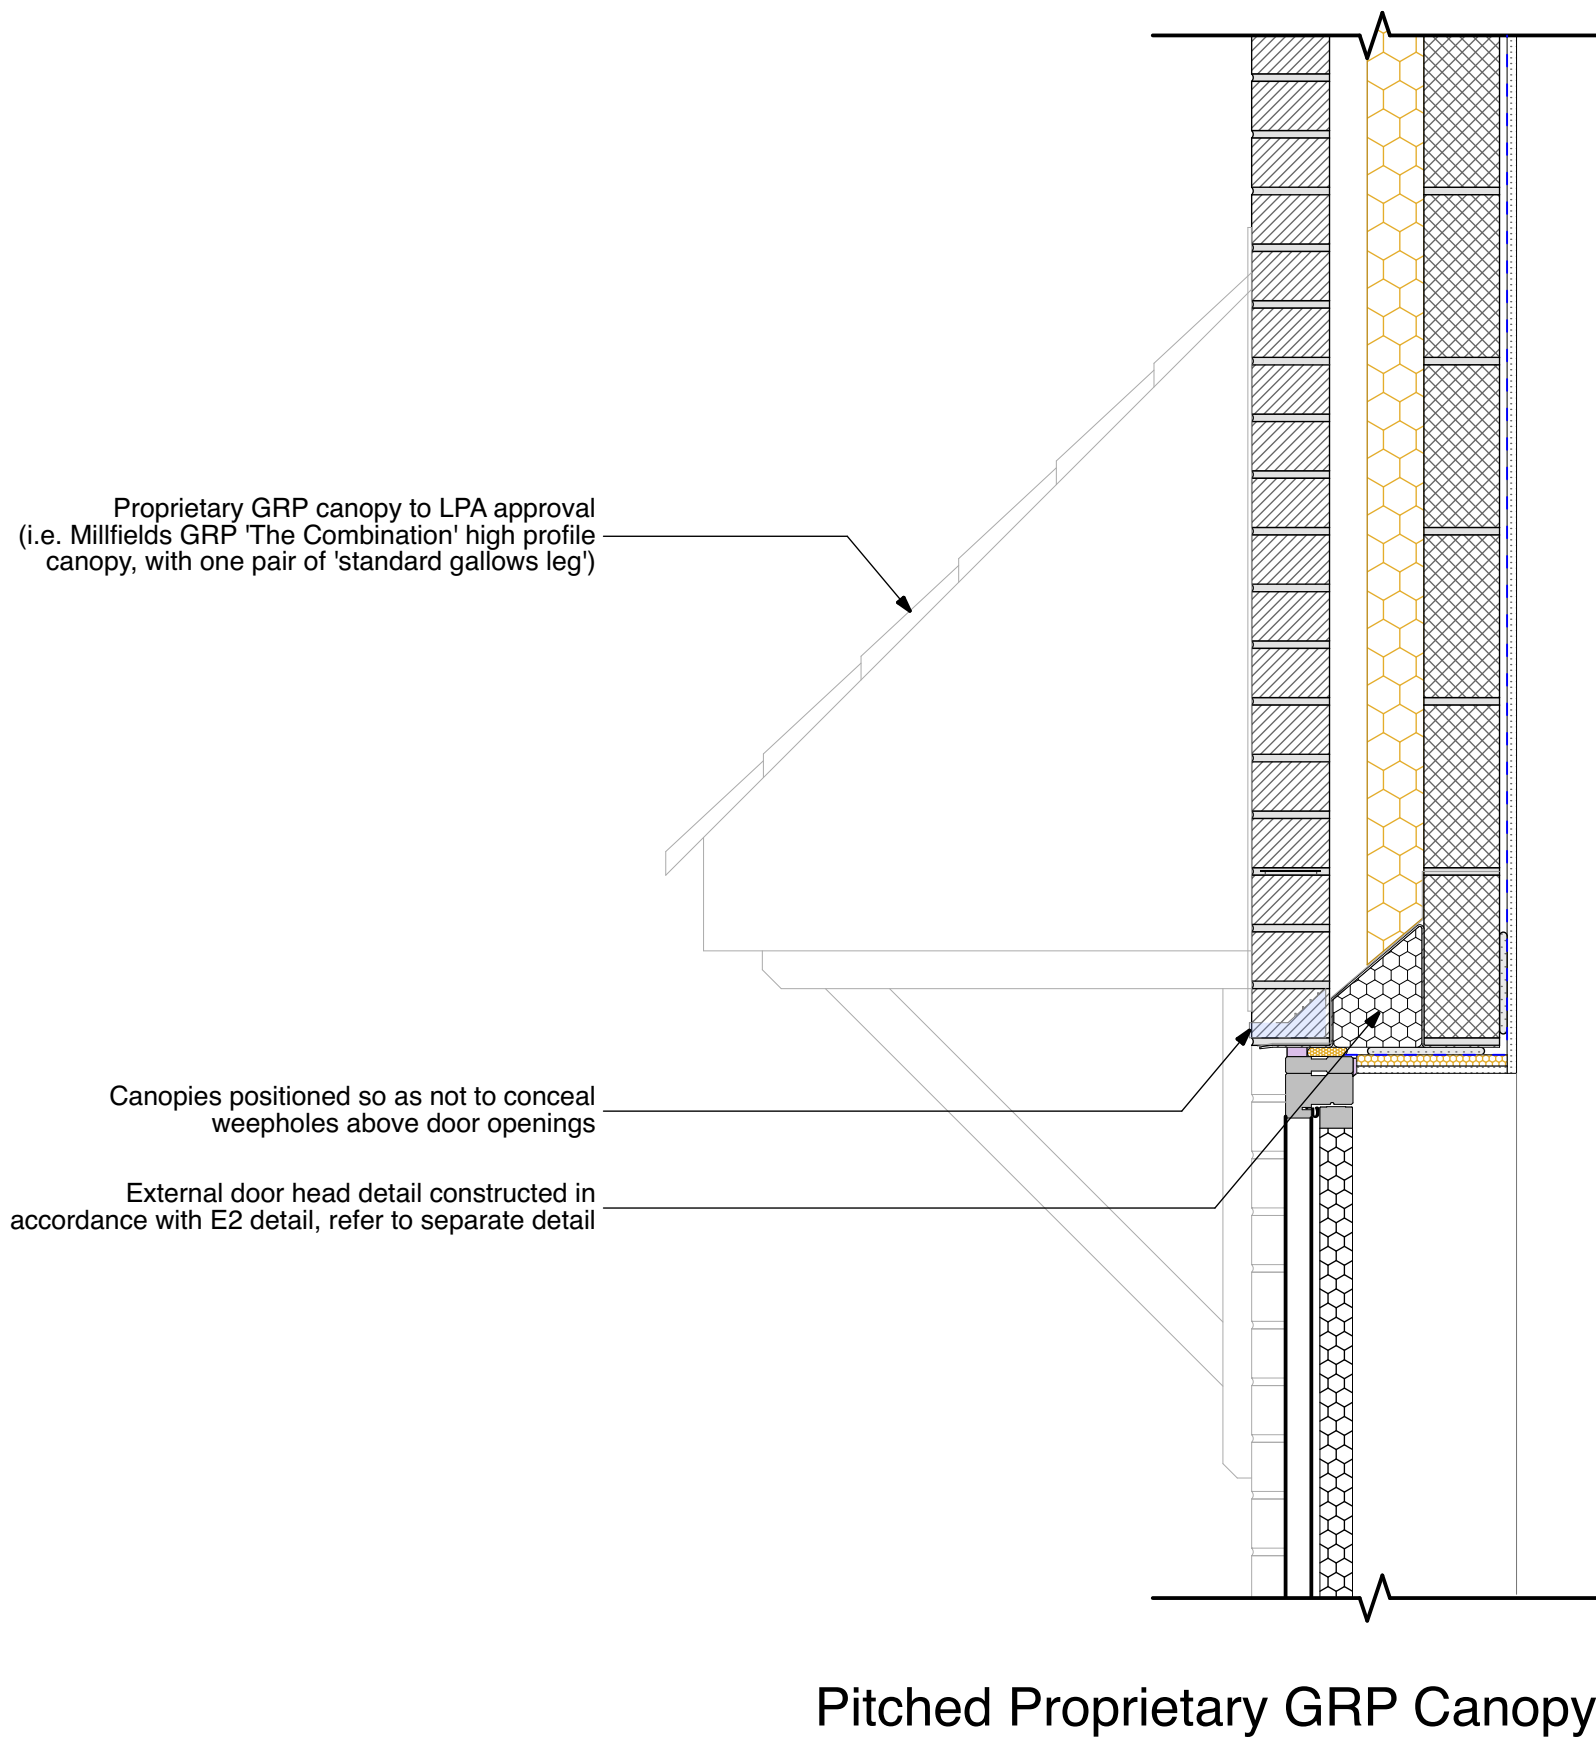 Proprietary GRP canopy to LPA approval
(i.e. Millfields GRP 'The Combination' high profile
canopy, with one pair of 'standard gallows leg')
Canopies positioned so as not to conceal
weepholes above door openings
External door head detail constructed in
accordance with E2 detail, refer to separate detail
Pitched Proprietary GRP Canopy